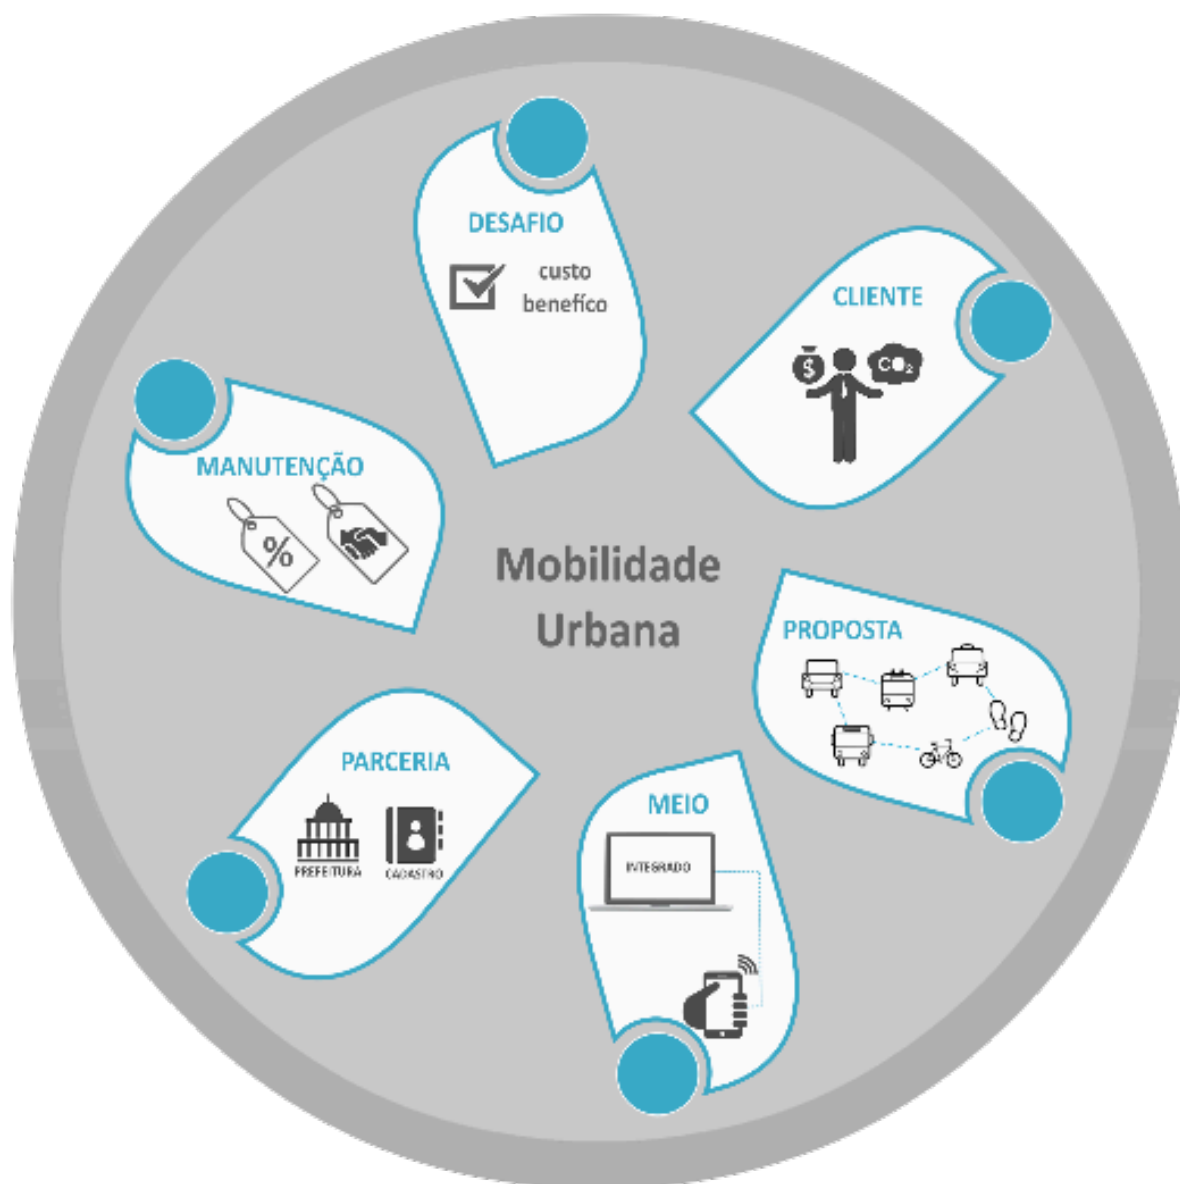 DESAFIO
custo
benefíco
CLIENTE
$
CO₂
MANUTENÇÃO
%
Mobilidade
Urbana
PROPOSTA
PARCERIA
PREFEITURA
CADASTRO
MEIO
INTEGRADO